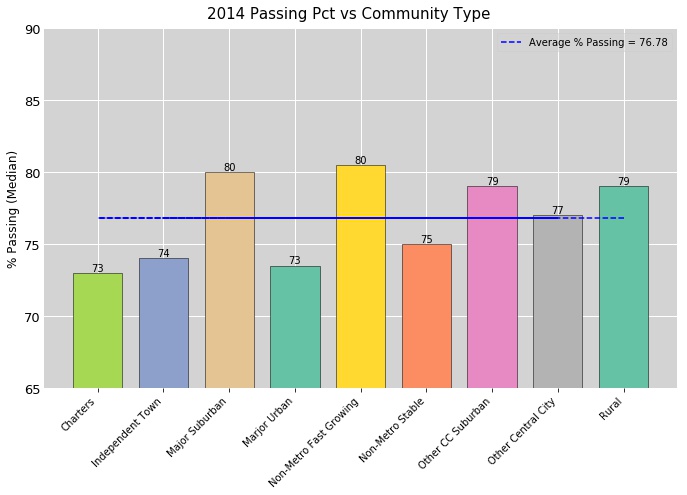 2014 Passing Pct vs Community Type
Average % Passing = 76.78
% Passing (Median)
90
85
80
75
70
65
73
74
80
73
80
75
79
77
79
Charters
Independent Town
Major Suburban
Marjor Urban
Non-Metro Fast Growing
Non-Metro Stable
Other CC Suburban
Other Central City
Rural